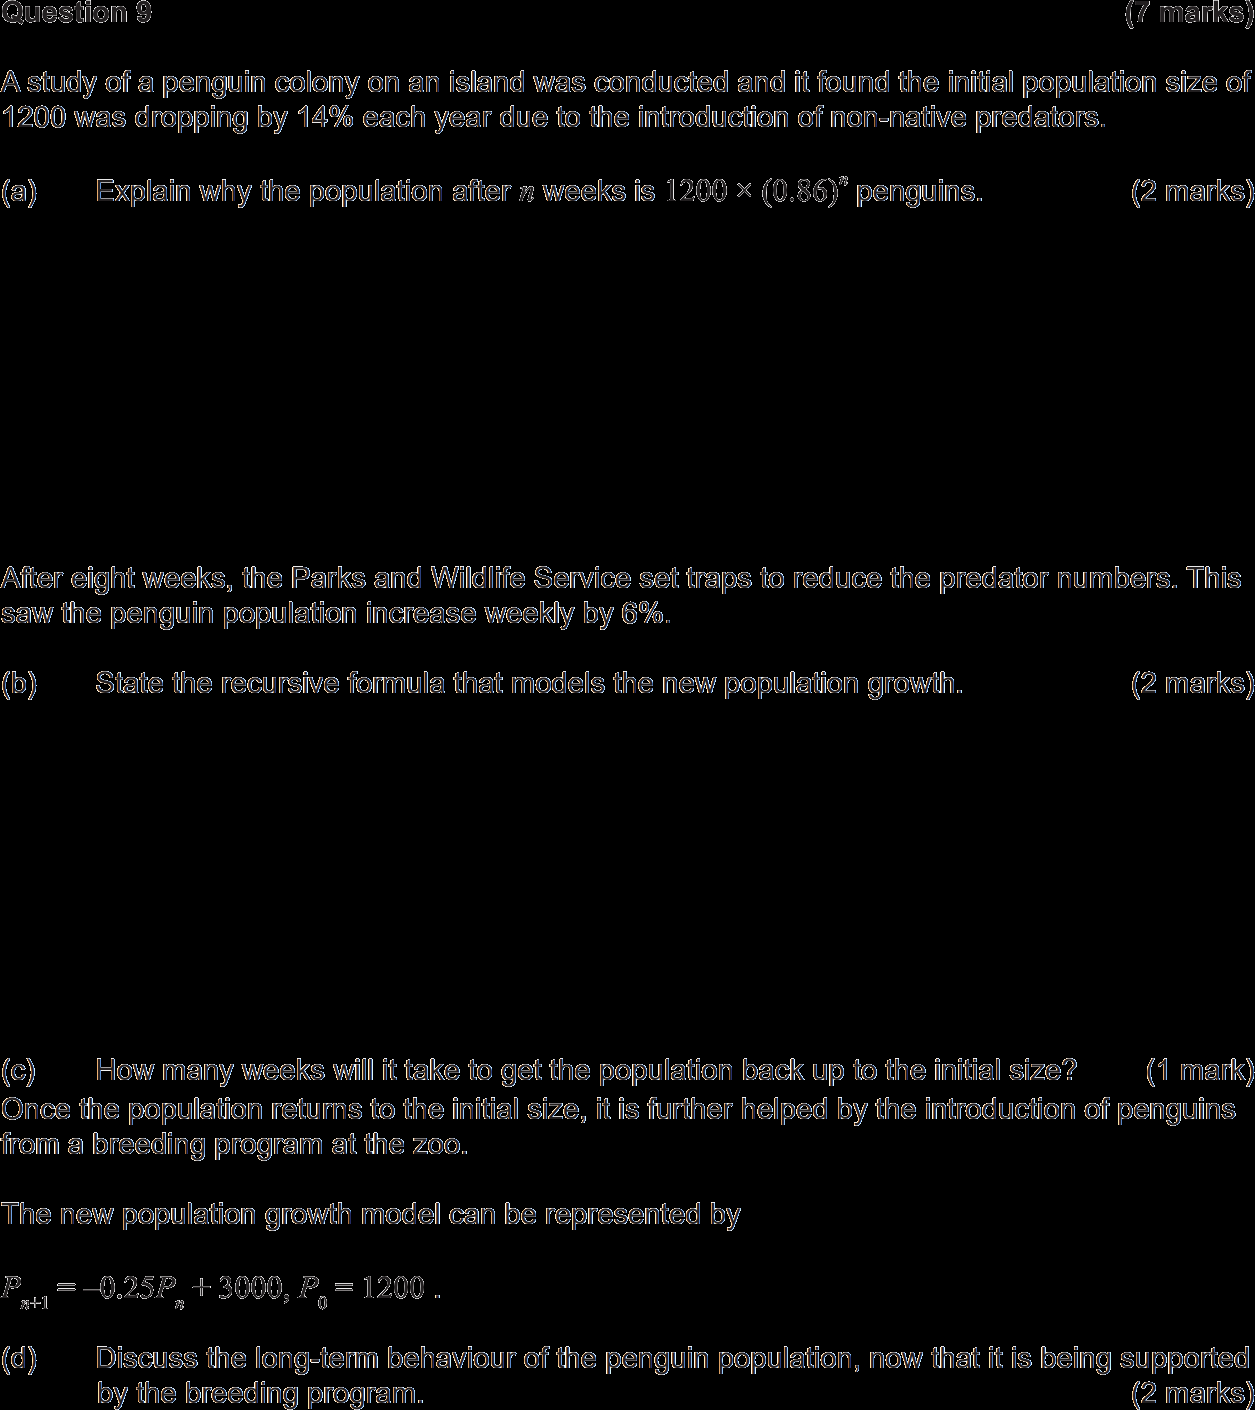 Question 9 (7 marks)
A study of a penguin colony on an island was conducted and it found the initial population size of
1200 was dropping by 14% each year due to the introduction of non-native predators.
(a) Explain why the population after n weeks is 1200 × (0.86)ⁿ penguins. (2 marks)
After eight weeks, the Parks and Wildlife Service set traps to reduce the predator numbers. This
saw the penguin population increase weekly by 6%.
(b) State the recursive formula that models the new population growth. (2 marks)
(c) How many weeks will it take to get the population back up to the initial size? (1 mark)
Once the population returns to the initial size, it is further helped by the introduction of penguins
from a breeding program at the zoo.
The new population growth model can be represented by
Pₙ₊₁ = –0.25Pₙ + 3000, P₀ = 1200 .
(d) Discuss the long-term behaviour of the penguin population, now that it is being supported
by the breeding program. (2 marks)